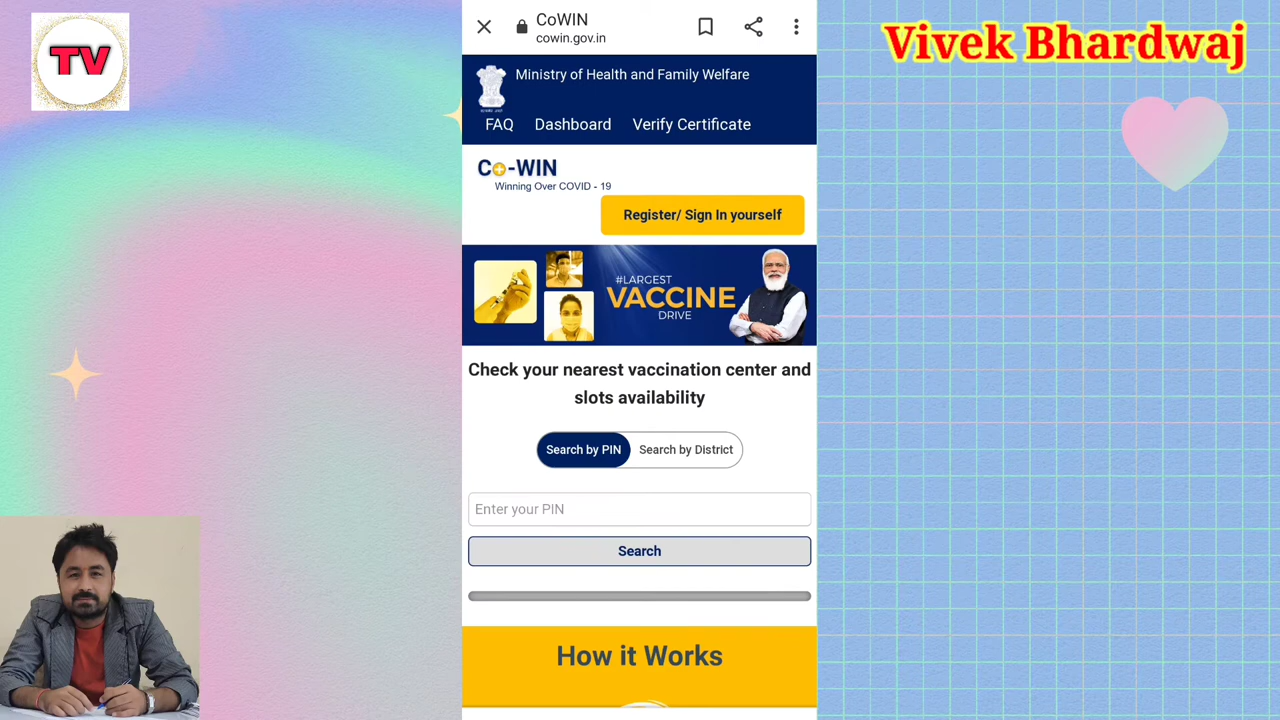 TV
CoWIN
cowin.gov.in
Vivek Bhardwaj
Ministry of Health and Family Welfare
FAQ Dashboard Verify Certificate
Co-WIN
Winning Over COVID - 19
Register/ Sign In yourself
#LARGEST
VACCINE
DRIVE
Check your nearest vaccination center and
slots availability
Search by PIN Search by District
Enter your PIN
Search
How it Works